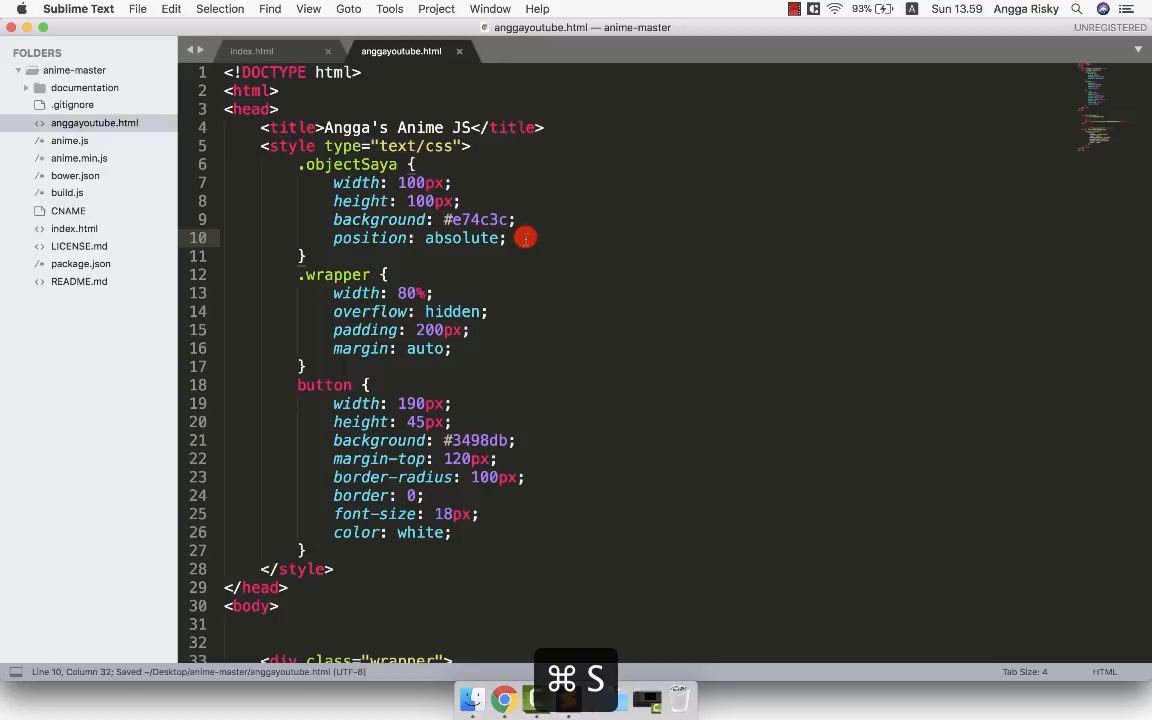 Sublime Text File Edit Selection Find View Goto Tools Project Window Help 93% A Sun 13.59 Angga Risky
anggayoutube.html — anime-master UNREGISTERED
FOLDERS
anime-master
documentation
.gitignore
anggayoutube.html
anime.js
anime.min.js
bower.json
build.js
CNAME
index.html
LICENSE.md
package.json
README.md
index.html × anggayoutube.html ×
1 <!DOCTYPE html>
2 <html>
3 <head>
4 <title>Angga's Anime JS</title>
5 <style type="text/css">
6 .objectSaya {
7 width: 100px;
8 height: 100px;
9 background: #e74c3c;
10 position: absolute;
11 }
12 .wrapper {
13 width: 80%;
14 overflow: hidden;
15 padding: 200px;
16 margin: auto;
17 }
18 button {
19 width: 190px;
20 height: 45px;
21 background: #3498db;
22 margin-top: 120px;
23 border-radius: 100px;
24 border: 0;
25 font-size: 18px;
26 color: white;
27 }
28 </style>
29 </head>
30 <body>
31
32
33 <div class="wrapper">
⌘ S
Line 10, Column 32; Saved ~/Desktop/anime-master/anggayoutube.html (UTF-8) Tab Size: 4 HTML